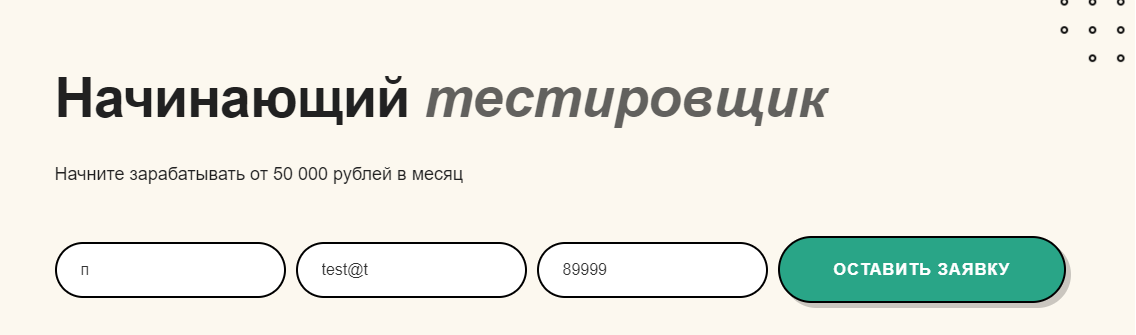 Начинающий тестировщик
Начните зарабатывать от 50 000 рублей в месяц
п test@t 89999 ОСТАВИТЬ ЗАЯВКУ